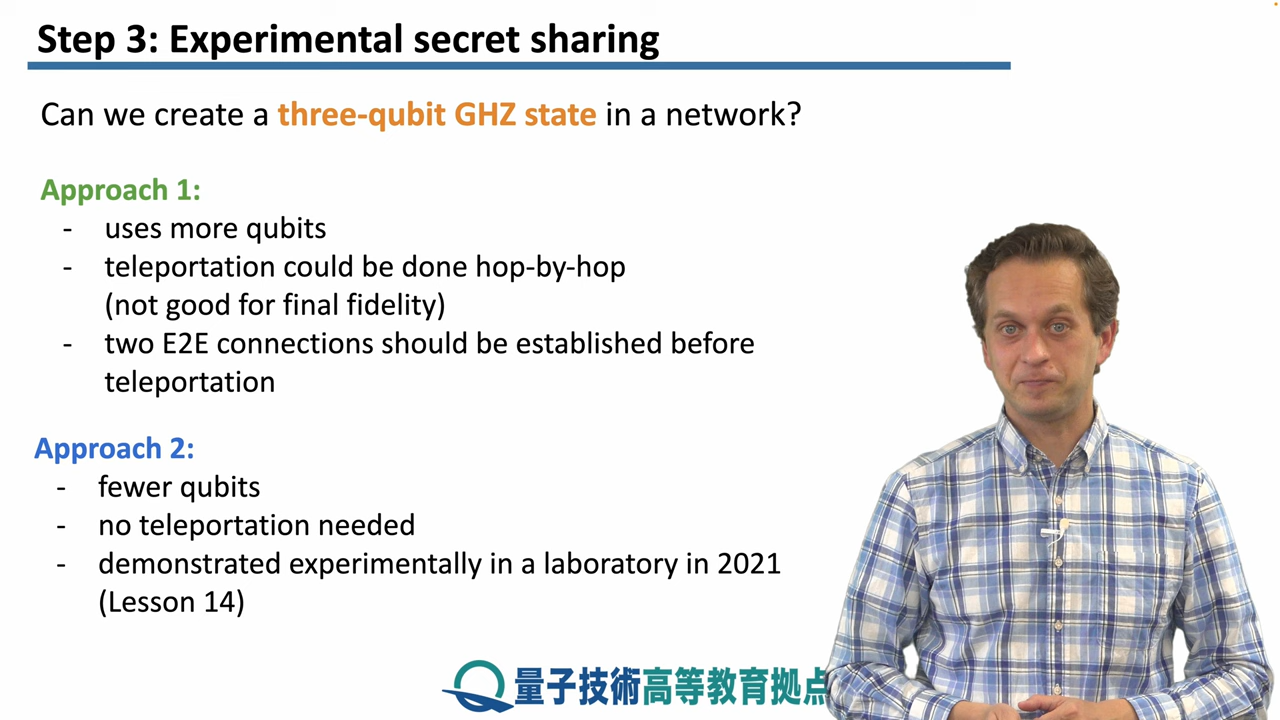 Step 3: Experimental secret sharing
Can we create a three-qubit GHZ state in a network?
Approach 1:
- uses more qubits
- teleportation could be done hop-by-hop
(not good for final fidelity)
- two E2E connections should be established before
teleportation
Approach 2:
- fewer qubits
- no teleportation needed
- demonstrated experimentally in a laboratory in 2021
(Lesson 14)
量子技術高等教育拠点